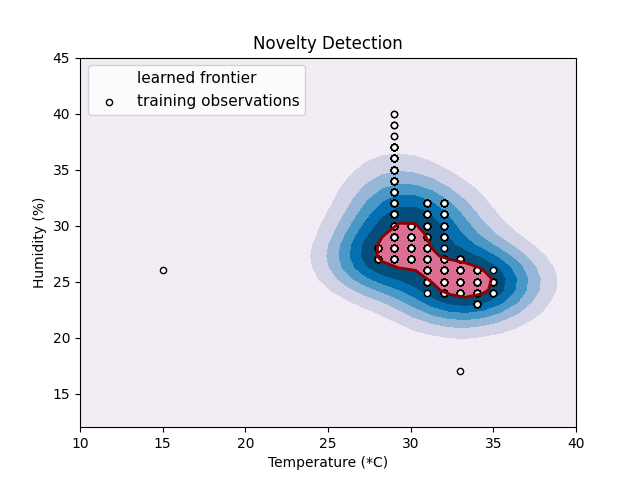 Novelty Detection
learned frontier
training observations
45
40
35
30
25
20
15
Humidity (%)
10
15
20
25
30
35
40
Temperature (*C)